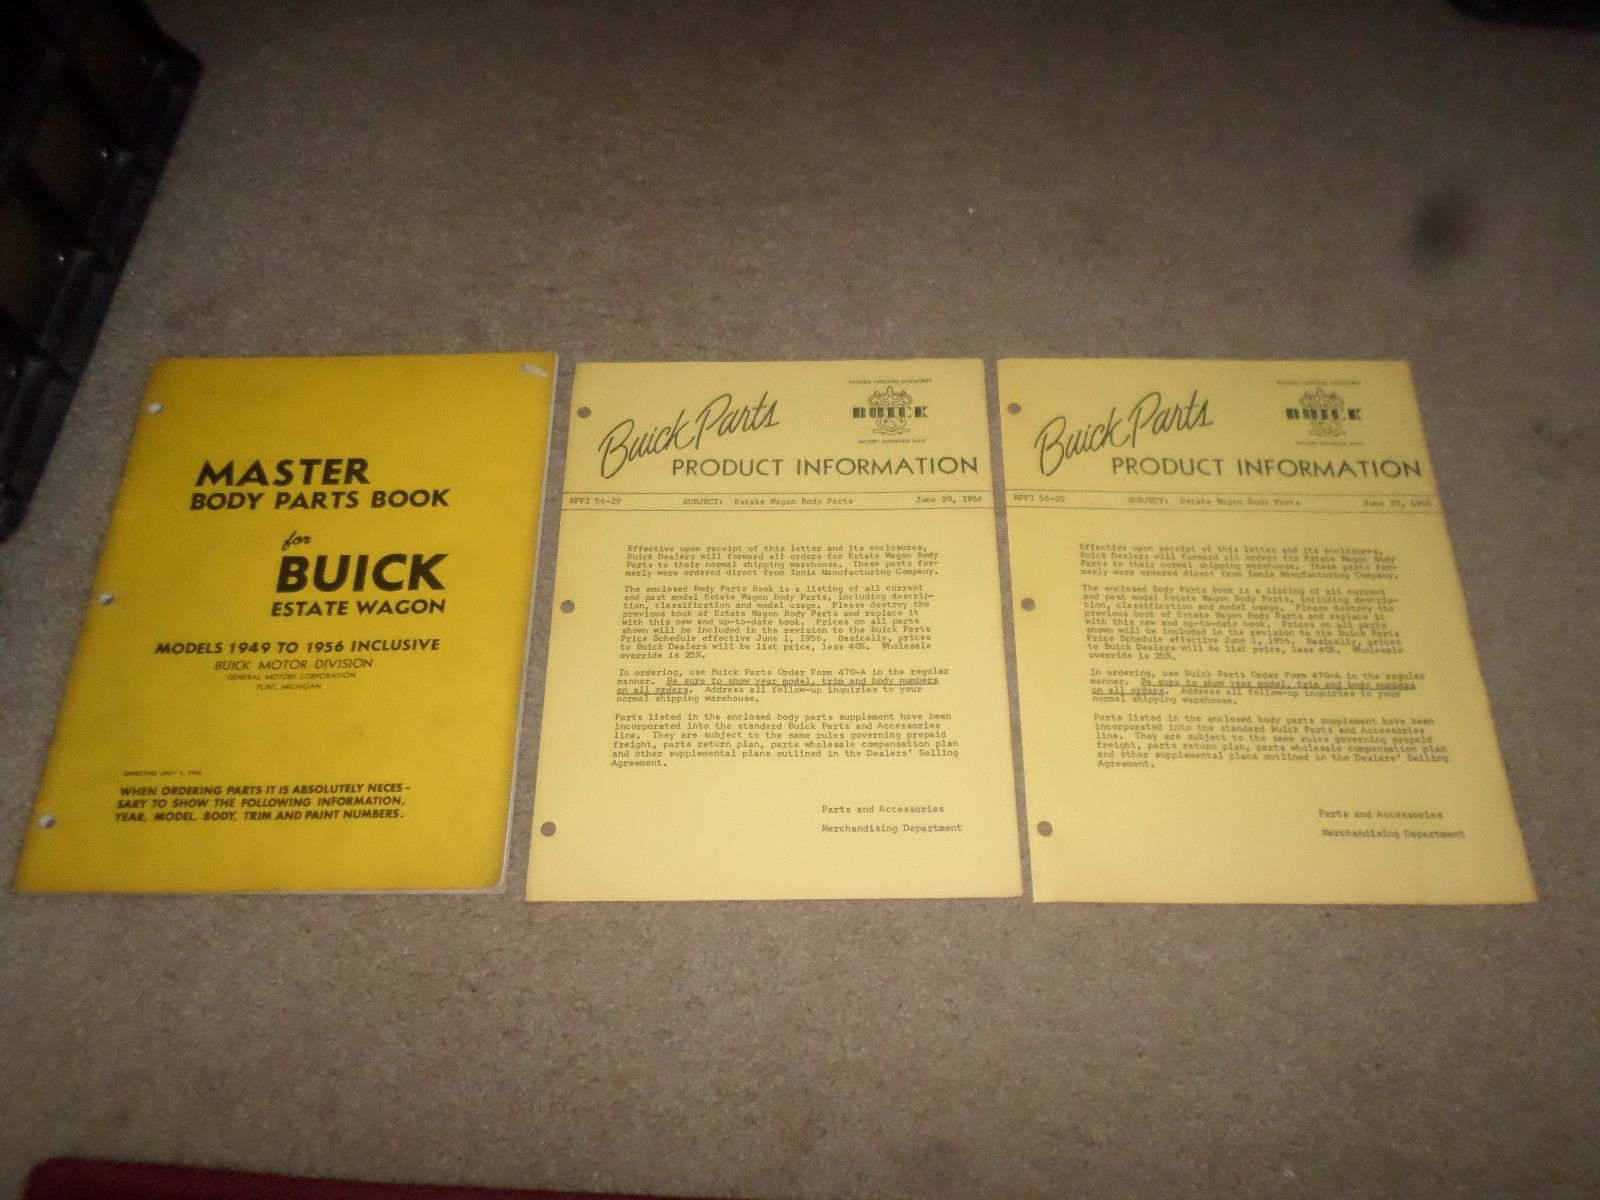 MASTER
BODY PARTS BOOK
for
BUICK
ESTATE WAGON
MODELS 1949 TO 1956 INCLUSIVE
BUICK MOTOR DIVISION
GENERAL MOTORS CORPORATION
FLINT, MICHIGAN
EFFECTIVE JULY 1, 1956
WHEN ORDERING PARTS IT IS ABSOLUTELY NECES-
SARY TO SHOW THE FOLLOWING INFORMATION,
YEAR, MODEL, BODY, TRIM AND PAINT NUMBERS.
ENGINEER APPROVED ACCESSORIES
BUICK
FACTORY ENGINEERED PARTS
Buick Parts
PRODUCT INFORMATION
BPPI 56-29 SUBJECT: Estate Wagon Body Parts June 20, 1956
Effective upon receipt of this letter and its enclosures,
Buick Dealers will forward all orders for Estate Wagon Body
Parts to their normal shipping warehouse. These parts for-
merly were ordered direct from Ionia Manufacturing Company.
The enclosed Body Parts Book is a listing of all current
and past model Estate Wagon Body Parts, including descrip-
tion, classification and model usage. Please destroy the
previous book of Estate Wagon Body Parts and replace it
with this new and up-to-date book. Prices on all parts
shown will be included in the revision to the Buick Parts
Price Schedule effective June 1, 1956. Basically, prices
to Buick Dealers will be list price, less 40%. Wholesale
override is 25%.
In ordering, use Buick Parts Order Form 470-A in the regular
manner. Be sure to show year model, trim and body numbers
on all orders. Address all follow-up inquiries to your
normal shipping warehouse.
Parts listed in the enclosed body parts supplement have been
incorporated into the standard Buick Parts and Accessories
line. They are subject to the same rules governing prepaid
freight, parts return plan, parts wholesale compensation plan
and other supplemental plans outlined in the Dealers' Selling
Agreement.
Parts and Accessories
Merchandising Department
ENGINEER APPROVED ACCESSORIES
BUICK
FACTORY ENGINEERED PARTS
Buick Parts
PRODUCT INFORMATION
BPPI 56-29 SUBJECT: Estate Wagon Body Parts June 20, 1956
Effective upon receipt of this letter and its enclosures,
Buick Dealers will forward all orders for Estate Wagon Body
Parts to their normal shipping warehouse. These parts for-
merly were ordered direct from Ionia Manufacturing Company.
The enclosed Body Parts Book is a listing of all current
and past model Estate Wagon Body Parts, including descrip-
tion, classification and model usage. Please destroy the
previous book of Estate Wagon Body Parts and replace it
with this new and up-to-date book. Prices on all parts
shown will be included in the revision to the Buick Parts
Price Schedule effective June 1, 1956. Basically, prices
to Buick Dealers will be list price, less 40%. Wholesale
override is 25%.
In ordering, use Buick Parts Order Form 470-A in the regular
manner. Be sure to show year model, trim and body numbers
on all orders. Address all follow-up inquiries to your
normal shipping warehouse.
Parts listed in the enclosed body parts supplement have been
incorporated into the standard Buick Parts and Accessories
line. They are subject to the same rules governing prepaid
freight, parts return plan, parts wholesale compensation plan
and other supplemental plans outlined in the Dealers' Selling
Agreement.
Parts and Accessories
Merchandising Department